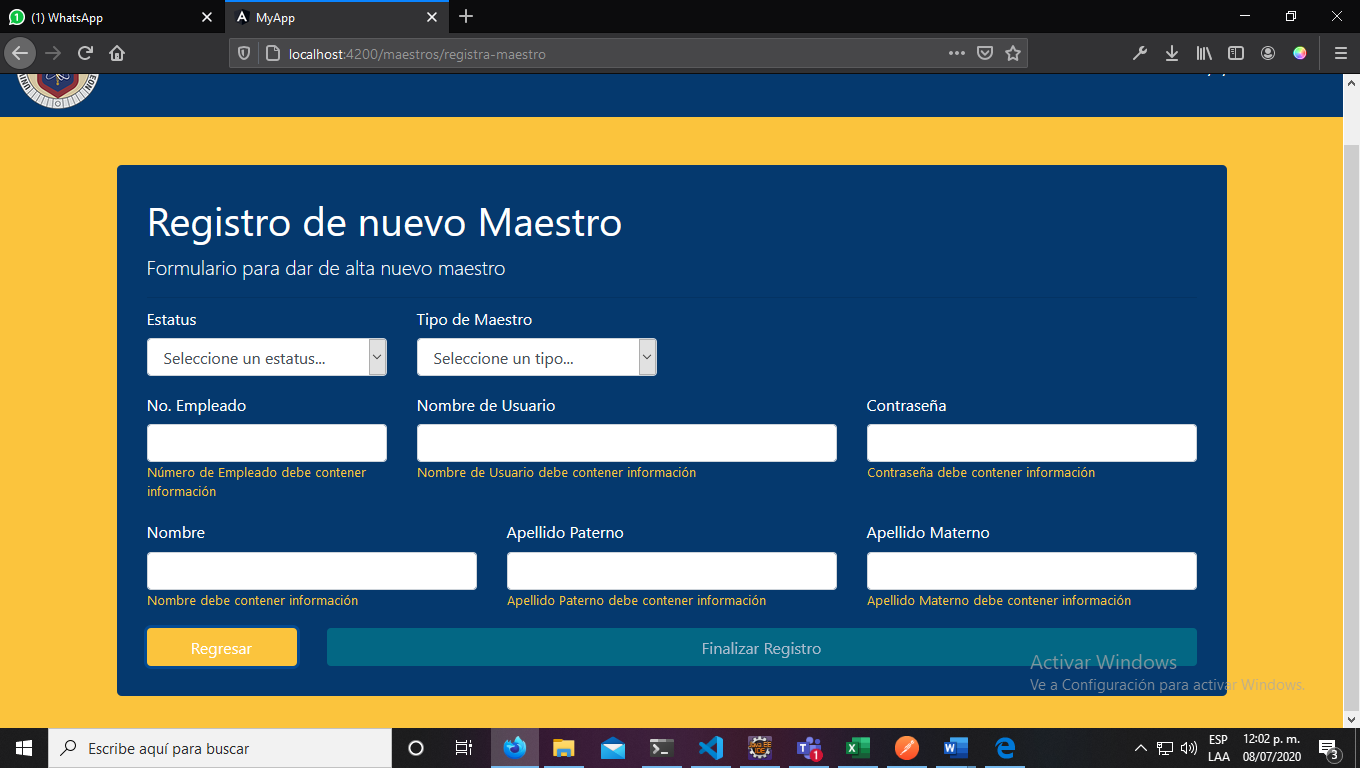 (1) WhatsApp
MyApp
localhost:4200/maestros/registra-maestro
Registro de nuevo Maestro
Formulario para dar de alta nuevo maestro
Estatus
Tipo de Maestro
Seleccione un estatus...
Seleccione un tipo...
No. Empleado
Nombre de Usuario
Contraseña
Número de Empleado debe contener
información
Nombre de Usuario debe contener información
Contraseña debe contener información
Nombre
Apellido Paterno
Apellido Materno
Nombre debe contener información
Apellido Paterno debe contener información
Apellido Materno debe contener información
Regresar
Finalizar Registro
Activar Windows
Ve a Configuración para activar Windows.
Escribe aquí para buscar
ESP
LAA
12:02 p. m.
08/07/2020
3